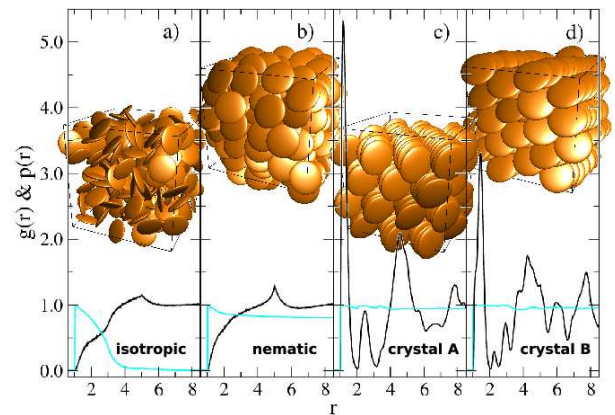 a)
b)
c)
d)
5.0
4.0
3.0
2.0
1.0
0.0
g(r) & p(r)
isotropic
nematic
crystal A
crystal B
2 4 6 8 2 4 6 8 2 4 6 8 2 4 6 8
r